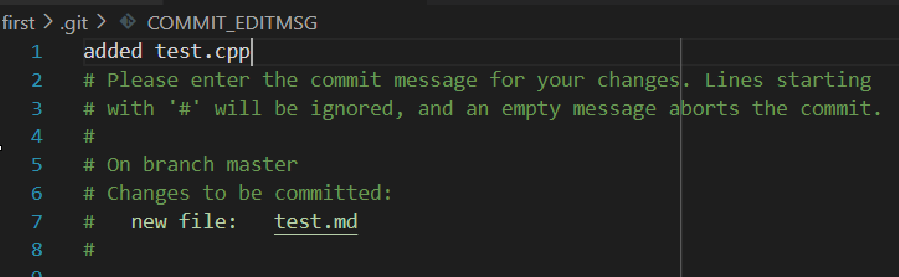 first > .git > COMMIT_EDITMSG
1 added test.cpp
2 # Please enter the commit message for your changes. Lines starting
3 # with '#' will be ignored, and an empty message aborts the commit.
4 #
5 # On branch master
6 # Changes to be committed:
7 #   new file:   test.md
8 #